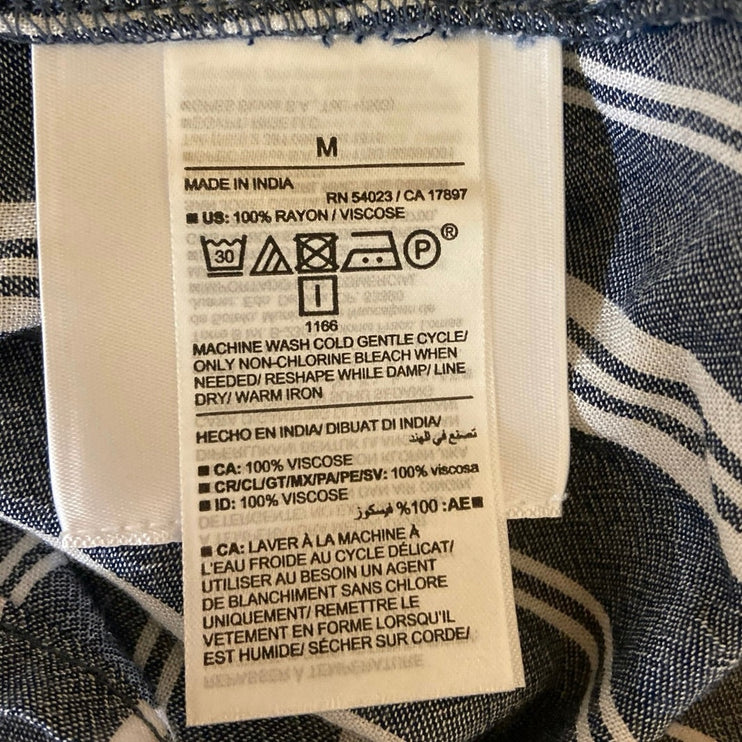 M
MADE IN INDIA
RN 54023 / CA 17897
■ US: 100% RAYON / VISCOSE
30 P®
1166
MACHINE WASH COLD GENTLE CYCLE/
ONLY NON-CHLORINE BLEACH WHEN
NEEDED/ RESHAPE WHILE DAMP/ LINE
DRY/ WARM IRON
HECHO EN INDIA/ DIBUAT DI INDIAN/
تصنع في الهند
■ CA: 100% VISCOSE
■ CR/CL/GT/MX/PA/PE/SV: 100% viscosa
■ ID: 100% VISCOSE
■AE: 100% فيسكوز
■ CA: LAVER À LA MACHINE À
L'EAU FROIDE AU CYCLE DÉLICAT/
UTILISER AU BESOIN UN AGENT
DE BLANCHIMENT SANS CHLORE
UNIQUEMENT/ REMETTRE LE
VETEMENT EN FORME LORSQU'IL
EST HUMIDE/ SÉCHER SUR CORDE/